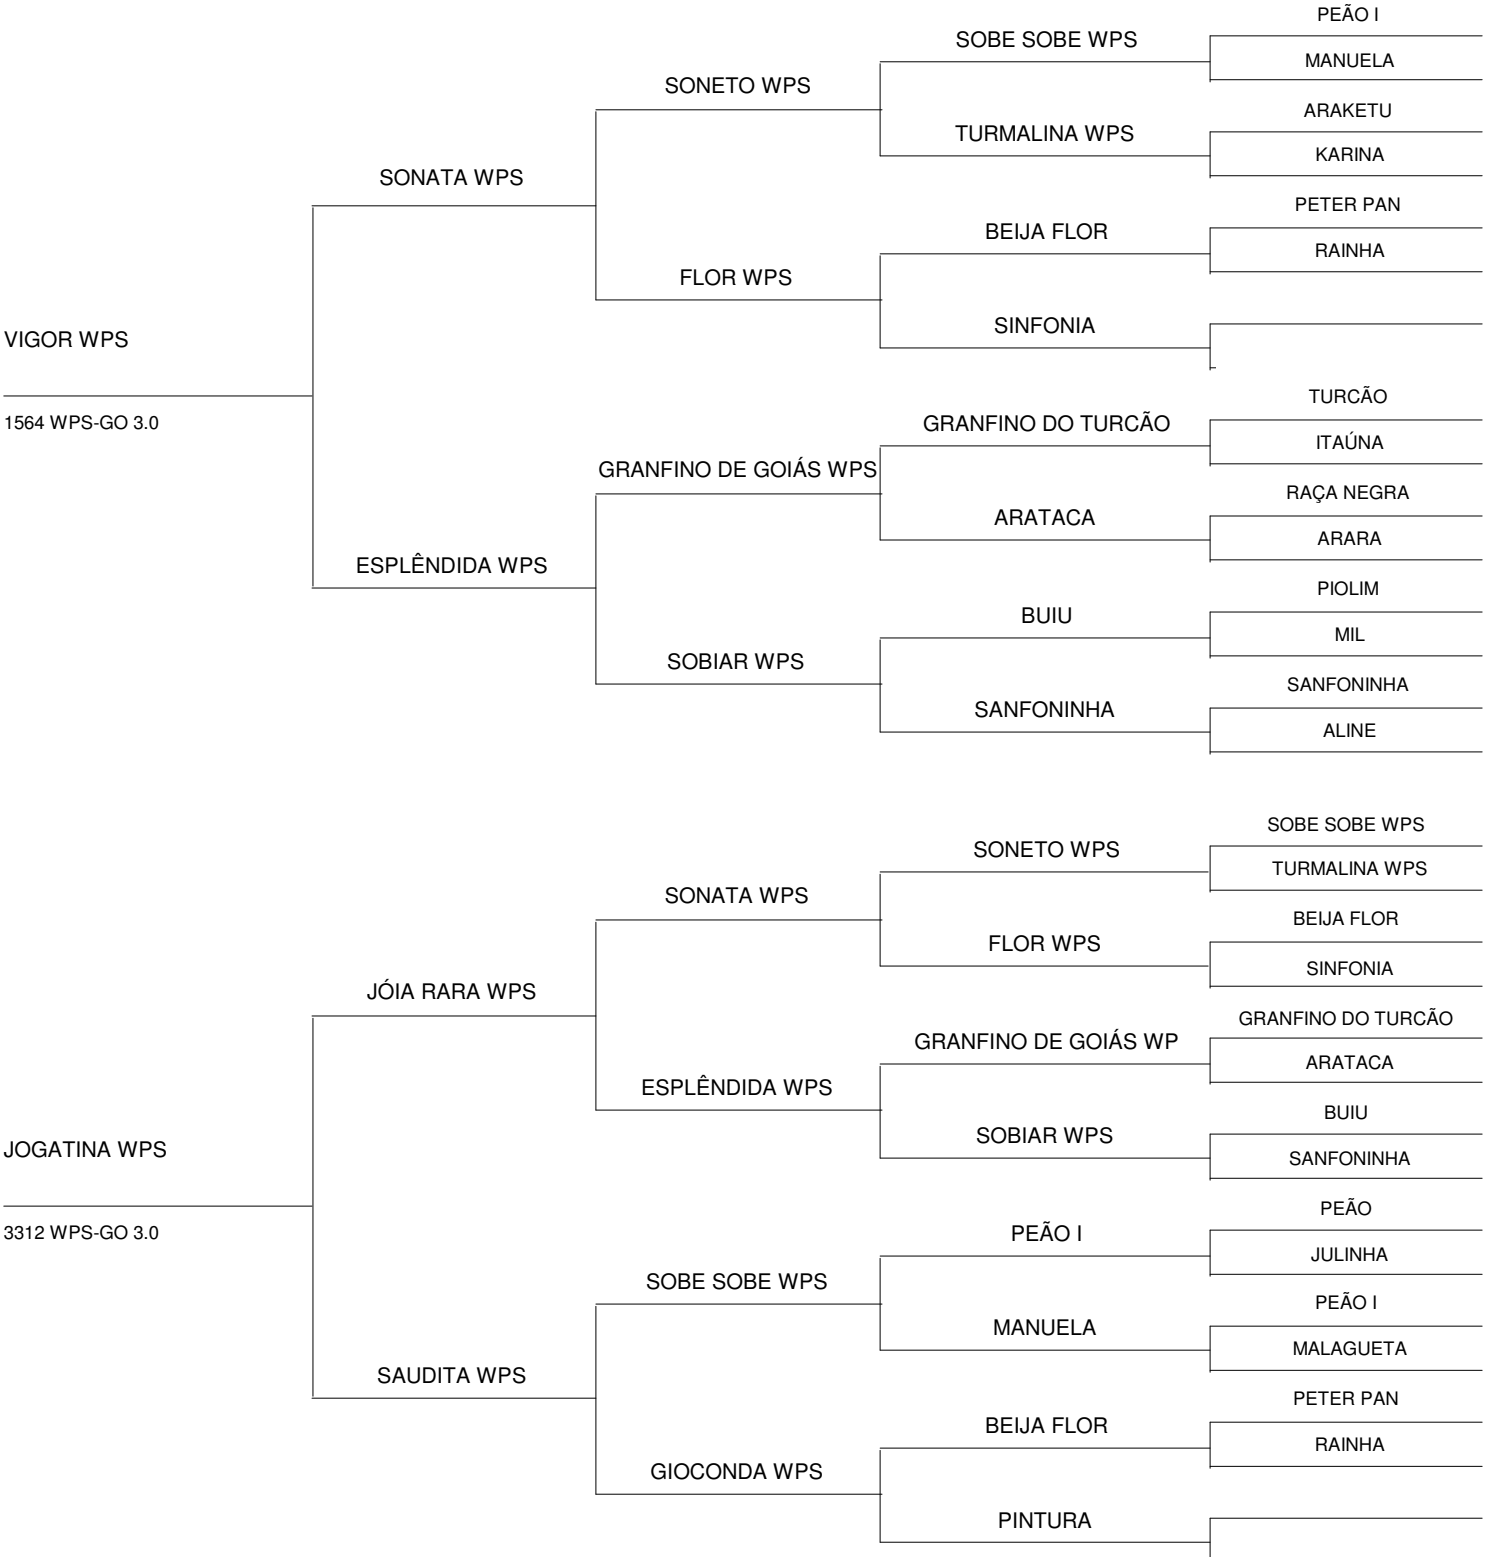 PEÃO I
SOBE SOBE WPS
MANUELA
SONETO WPS
ARAKETU
TURMALINA WPS
KARINA
SONATA WPS
PETER PAN
BEIJA FLOR
RAINHA
FLOR WPS
SINFONIA
VIGOR WPS
1564 WPS-GO 3.0
TURCÃO
GRANFINO DO TURCÃO
ITAÚNA
GRANFINO DE GOIÁS WPS
RAÇA NEGRA
ARATACA
ARARA
ESPLÊNDIDA WPS
PIOLIM
BUIU
MIL
SOBIAR WPS
SANFONINHA
SANFONINHA
ALINE
SOBE SOBE WPS
SONETO WPS
TURMALINA WPS
SONATA WPS
BEIJA FLOR
FLOR WPS
SINFONIA
JÓIA RARA WPS
GRANFINO DO TURCÃO
GRANFINO DE GOIÁS WP
ARATACA
ESPLÊNDIDA WPS
BUIU
SOBIAR WPS
SANFONINHA
JOGATINA WPS
3312 WPS-GO 3.0
PEÃO
PEÃO I
JULINHA
SOBE SOBE WPS
PEÃO I
MANUELA
MALAGUETA
SAUDITA WPS
PETER PAN
BEIJA FLOR
RAINHA
GIOCONDA WPS
PINTURA